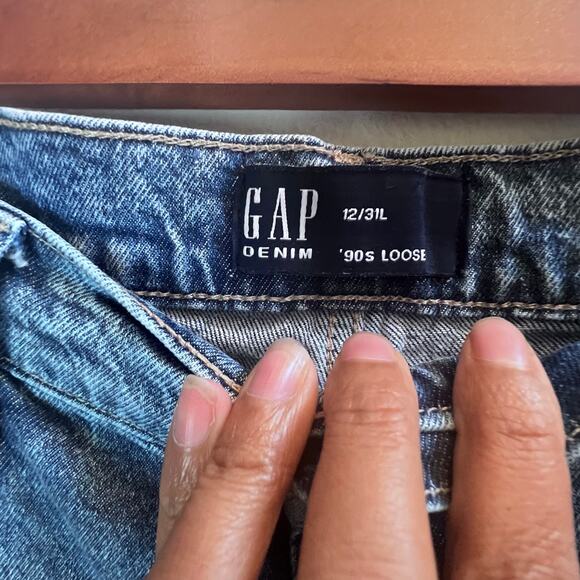 GAP 12/31L
DENIM '90s LOOSE